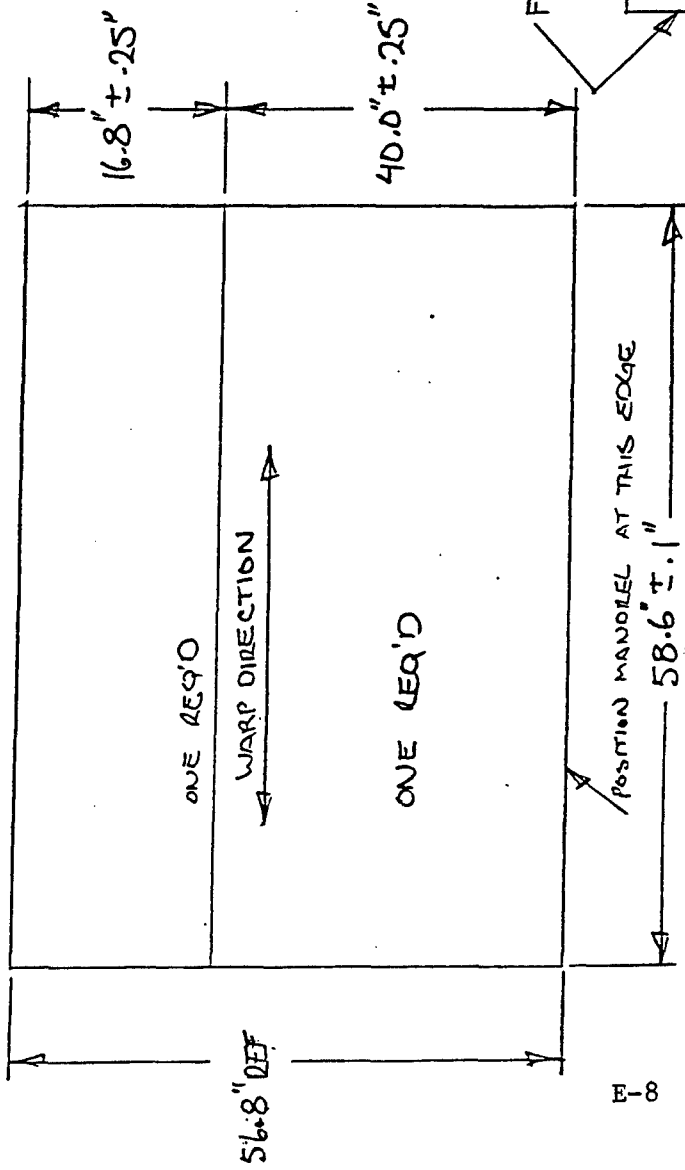 16.8" ± .25"
40.0" ± .25"
F
ONE REQ'D
WARP DIRECTION
ONE REQ'D
POSITION MANDREL AT THIS EDGE
58.6" ± .1"
56.8" REF
E-8